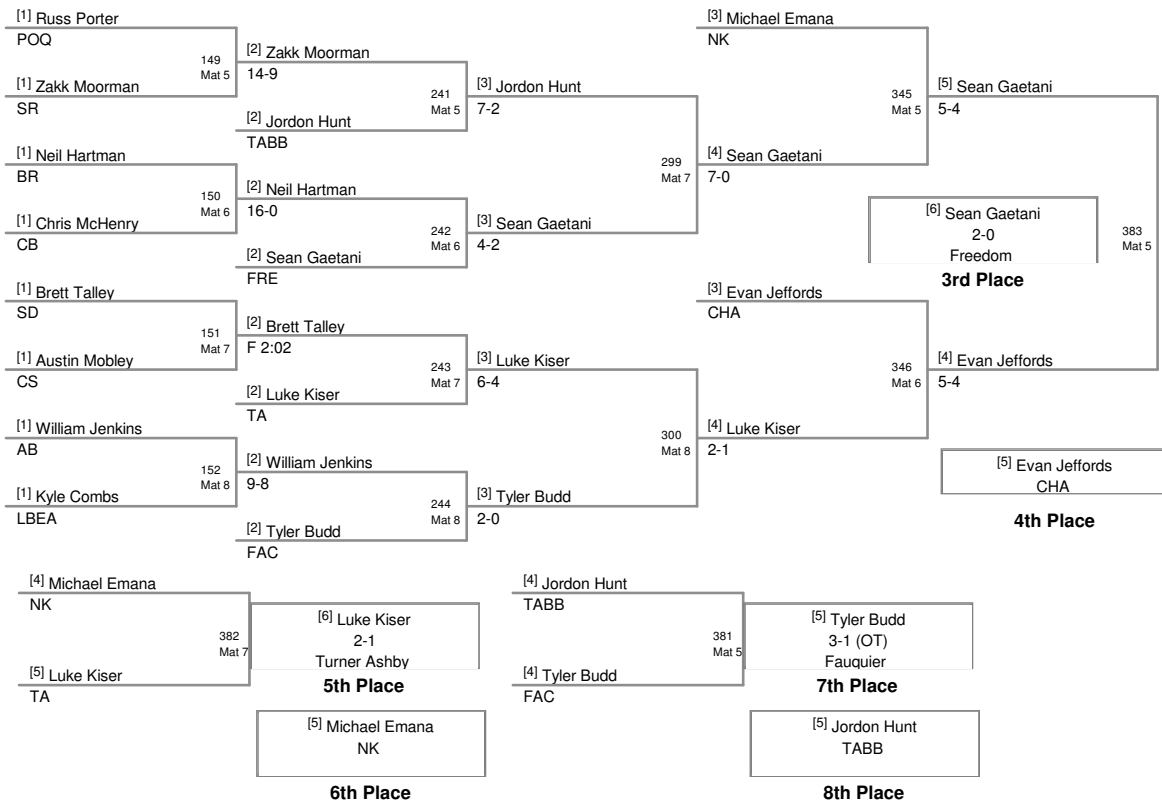 [1] Russ Porter
POQ
149
Mat 5
[1] Zakk Moorman
SR
[1] Neil Hartman
BR
150
Mat 6
[1] Chris McHenry
CB
[1] Brett Talley
SD
151
Mat 7
[1] Austin Mobley
CS
[1] William Jenkins
AB
152
Mat 8
[1] Kyle Combs
LBEA
[2] Zakk Moorman
14-9
241
Mat 5
[2] Jordon Hunt
TABB
[2] Neil Hartman
16-0
242
Mat 6
[2] Sean Gaetani
FRE
[2] Brett Talley
F 2:02
243
Mat 7
[2] Luke Kiser
TA
[2] William Jenkins
9-8
244
Mat 8
[2] Tyler Budd
FAC
[3] Jordon Hunt
7-2
299
Mat 7
[3] Sean Gaetani
4-2
[3] Luke Kiser
6-4
300
Mat 8
[3] Tyler Budd
2-0
[3] Michael Emana
NK
345
Mat 5
[4] Sean Gaetani
7-0
[3] Evan Jeffords
CHA
346
Mat 6
[4] Luke Kiser
2-1
[5] Sean Gaetani
5-4
383
Mat 5
[4] Evan Jeffords
5-4
[6] Sean Gaetani
2-0
Freedom
3rd Place
[5] Evan Jeffords
CHA
4th Place
[4] Michael Emana
NK
382
Mat 7
[5] Luke Kiser
TA
[6] Luke Kiser
2-1
Turner Ashby
5th Place
[5] Michael Emana
NK
6th Place
[4] Jordon Hunt
TABB
381
Mat 5
[4] Tyler Budd
FAC
[5] Tyler Budd
3-1 (OT)
Fauquier
7th Place
[5] Jordon Hunt
TABB
8th Place